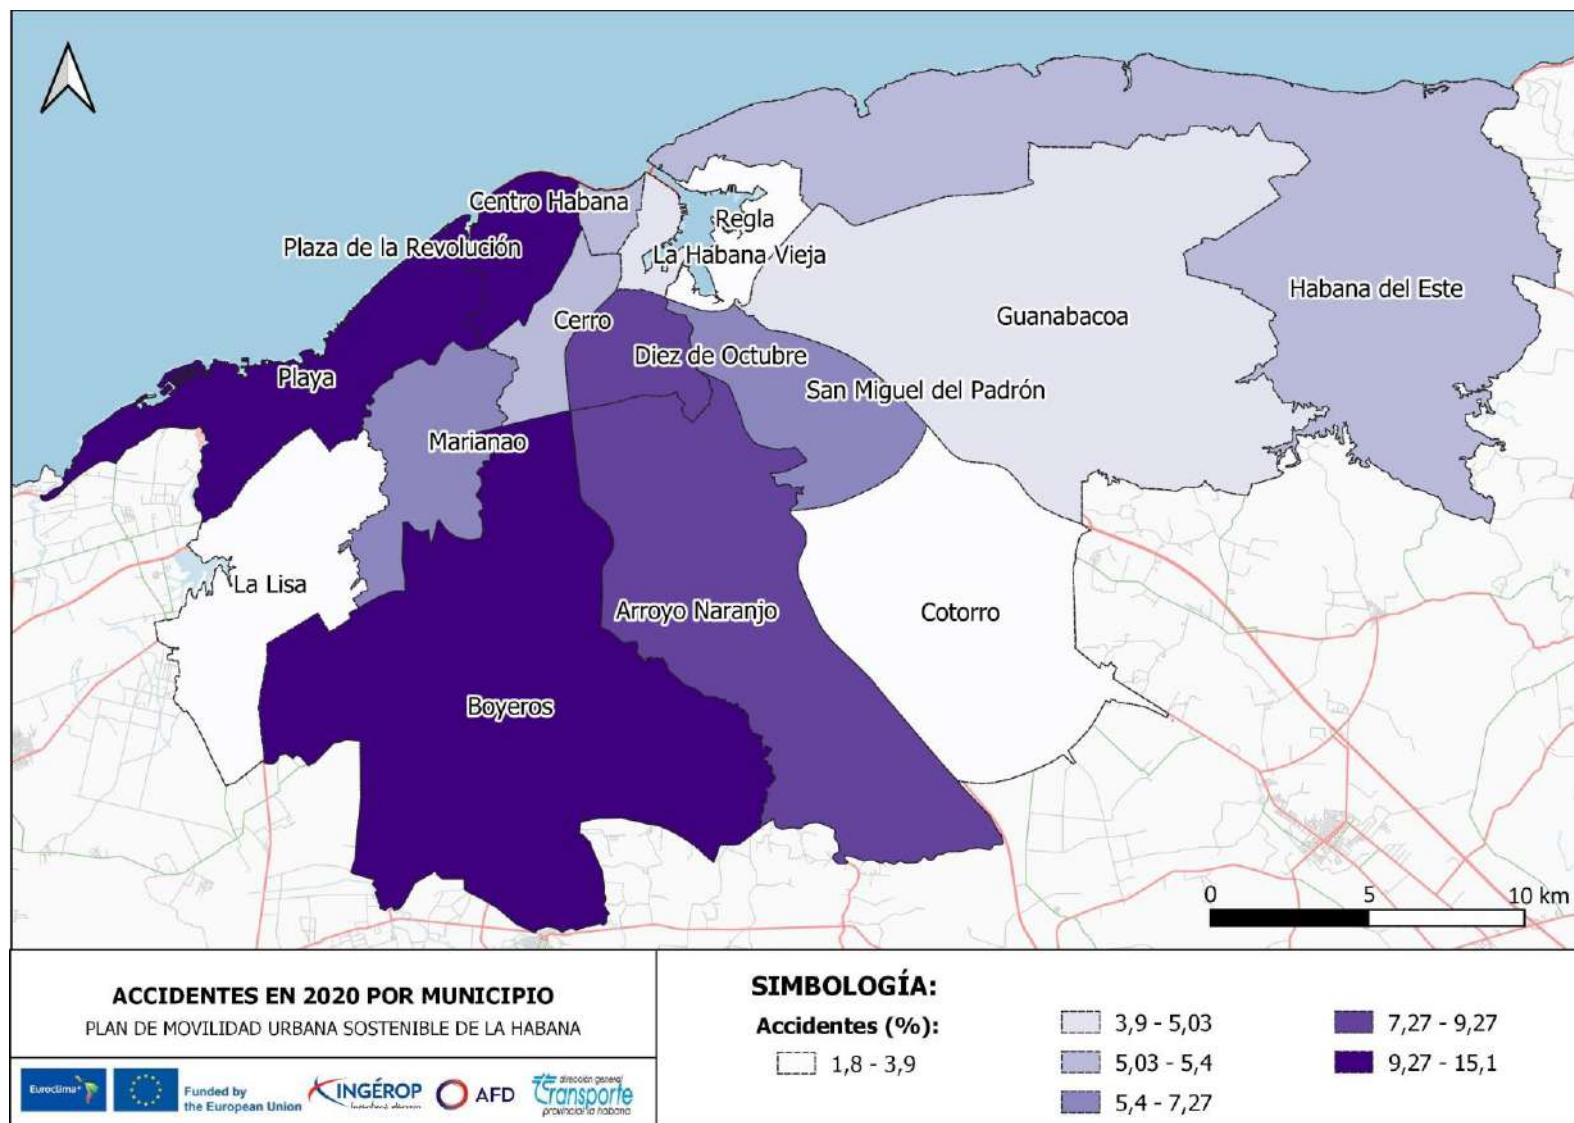 Centro Habana
Regla
Plaza de la Revolución
La Habana Vieja
Habana del Este
Guanabacoa
Cerro
Diez de Octubre
Playa
San Miguel del Padrón
Marianao
La Lisa
Arroyo Naranjo
Cotorro
Boyeros
0 5 10 km
ACCIDENTES EN 2020 POR MUNICIPIO
PLAN DE MOVILIDAD URBANA SOSTENIBLE DE LA HABANA
SIMBOLOGÍA:
Accidentes (%):
1,8 - 3,9
3,9 - 5,03
5,03 - 5,4
5,4 - 7,27
7,27 - 9,27
9,27 - 15,1
Euroclima+
Funded by
the European Union
INGÉROP
AFD
dirección general
Transporte
provincial la habana